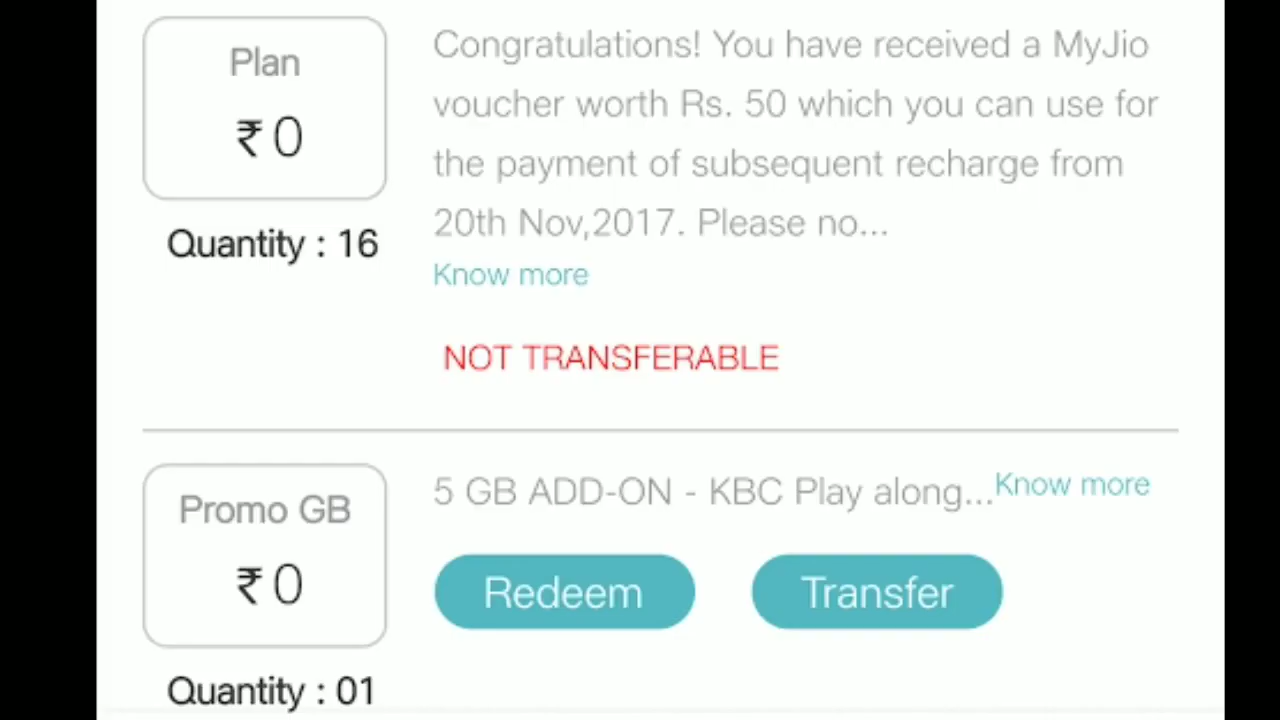 Plan
₹ 0
Quantity : 16
Congratulations! You have received a MyJio
voucher worth Rs. 50 which you can use for
the payment of subsequent recharge from
20th Nov,2017. Please no...
Know more
NOT TRANSFERABLE
Promo GB
₹ 0
Quantity : 01
5 GB ADD-ON - KBC Play along...Know more
Redeem Transfer